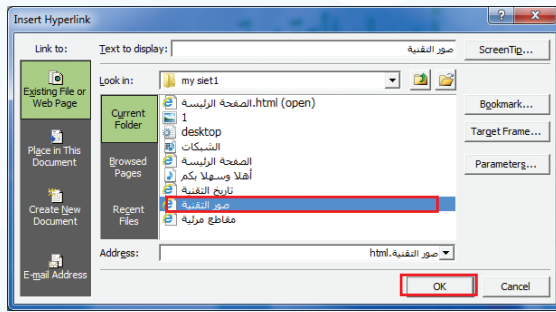 Insert Hyperlink
Link to:
Text to display:
صور التقنية
ScreenTip...
Existing File or
Web Page
Look in:
my siet1
Current
Folder
الصفحة الرئيسة.html (open)
1
desktop
الشبكات
الصفحة الرئيسة
أهلا وسهلا بكم
تاريخ التقنية
صور التقنية
مقاطع مرئية
Bookmark...
Target Frame...
Place in This
Document
Browsed
Pages
Parameters...
Create New
Document
Recent
Files
E-mail Address
Address:
صور التقنية.html
OK
Cancel